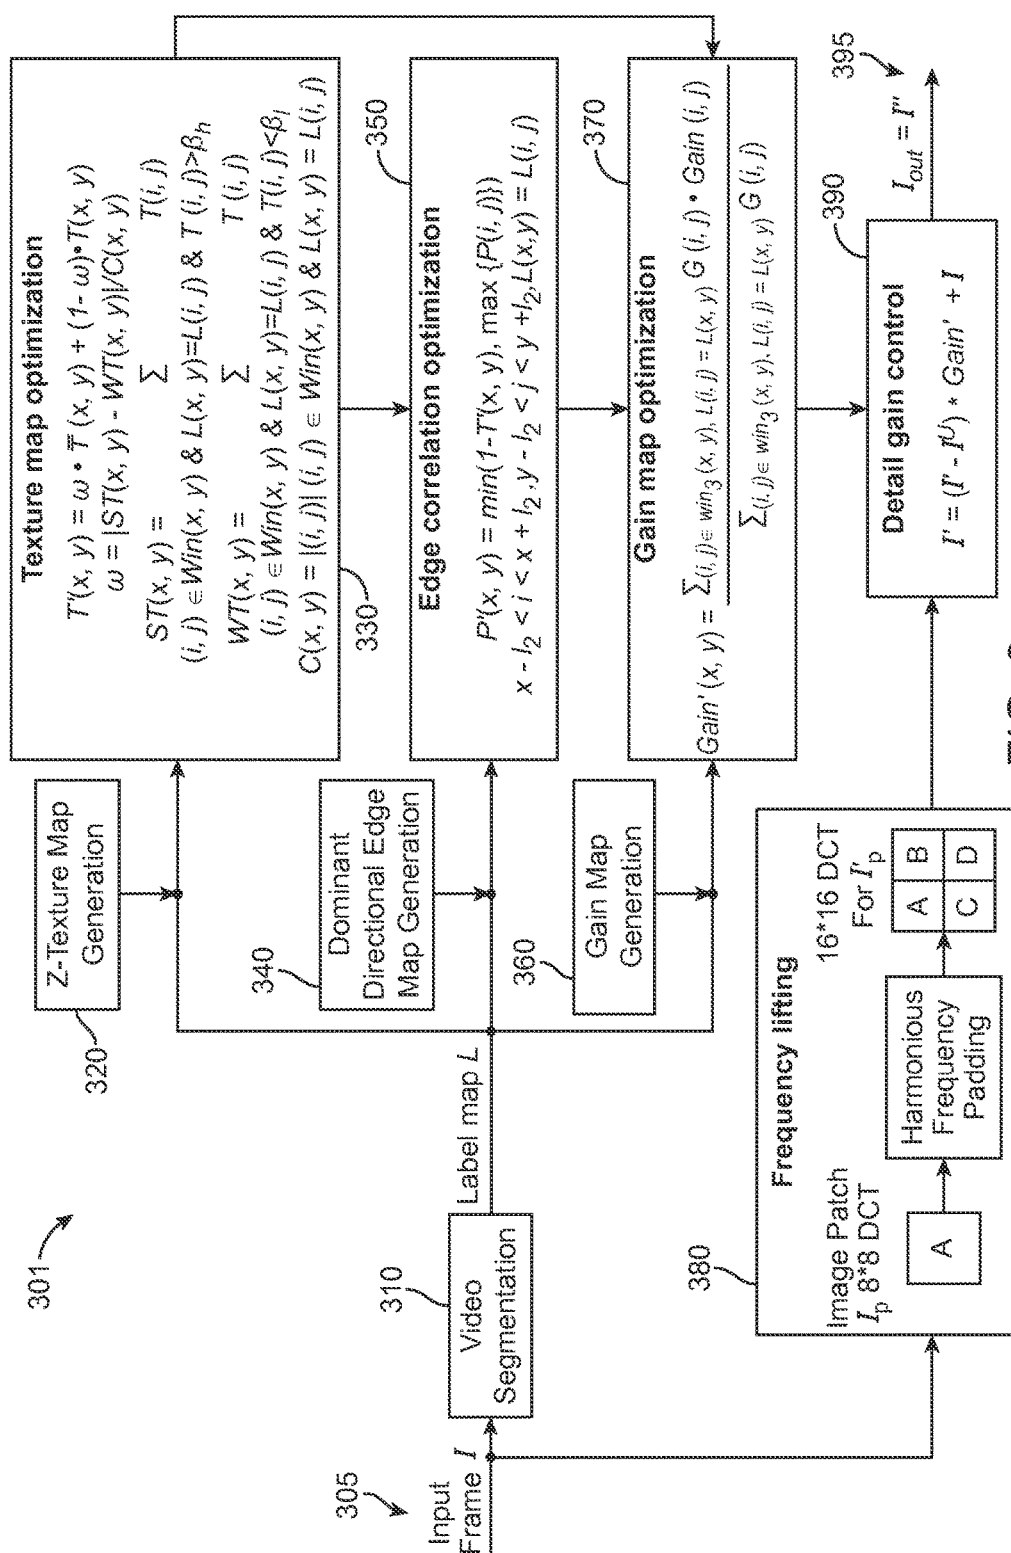 301
305
Input
Frame I
310
Video
Segmentation
Label map L
320
Z-Texture Map
Generation
340
Dominant
Directional Edge
Map Generation
360
Gain Map
Generation
Texture map optimization
T'(x, y) = ω • T̅(x, y) + (1- ω)•T(x, y)
ω = |ST(x, y) - WT(x, y)|/C(x, y)
ST(x, y) = Σ T(i, j)
(i, j) ∈Win(x, y) & L(x, y)=L(i, j) & T (i, j)>βh
WT(x, y) = Σ T (i, j)
(i, j) ∈Win(x, y) & L(x, y)=L(i, j) & T(i, j)<βl
C(x, y) = |(i, j)| (i, j) ∈ Win(x, y) & L(x, y) = L(i, j)
330
Edge correlation optimization
P'(x, y) = min(1-T'(x, y), max {P(i, j)})
x - l2 < i < x + l2, y - l2 < j < y +l2, L(x,y) = L(i, j)
350
Gain map optimization
Gain' (x, y) = Σ(i, j)∈ win3 (x, y), L(i, j) = L(x, y) G (i, j) • Gain (i, j)
Σ(i, j)∈ win3 (x, y), L(i, j) = L(x, y) G (i, j)
370
380
Frequency lifting
Image Patch
Ip 8*8 DCT
A
Harmonious
Frequency
Padding
16*16 DCT
For I'p
A B
C D
390
Detail gain control
I' = (I' - I^U) * Gain' + I
Iout = I''
395